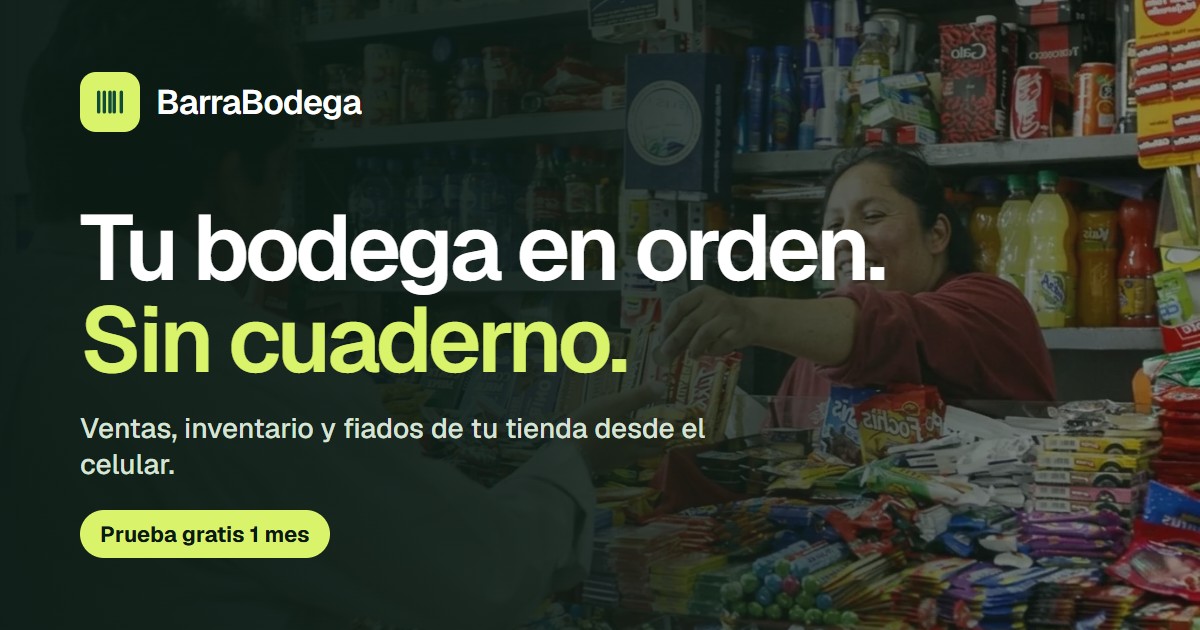 BarraBodega
Tu bodega en orden.
Sin cuaderno.
Ventas, inventario y fiados de tu tienda desde el
celular.
Prueba gratis 1 mes